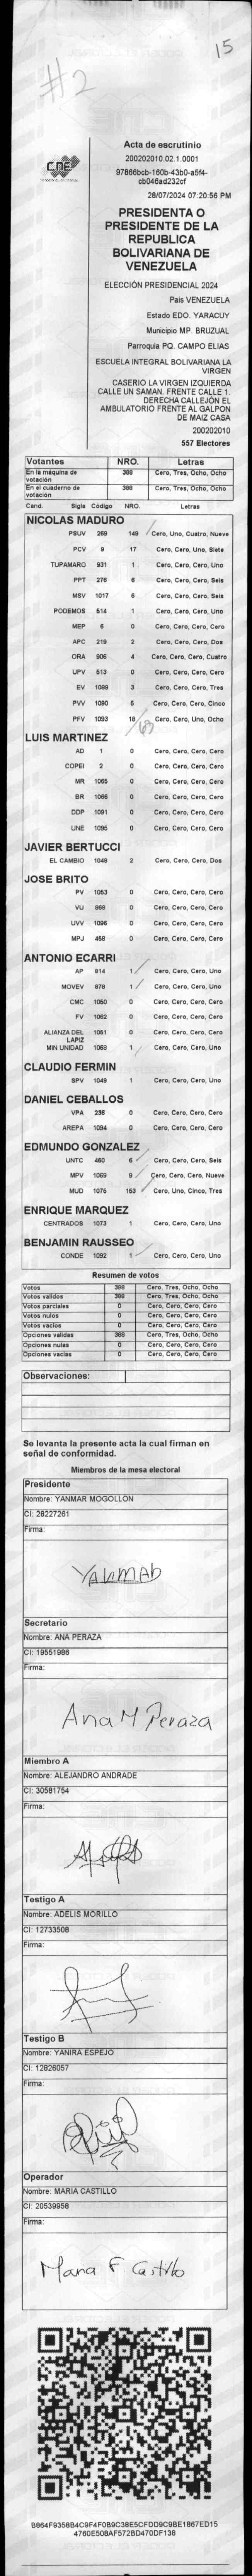 #2
15
CNE
Acta de escrutinio
200202010.02.1.0001
97866bcb-160b-43b0-a5f4-
cb046ad232cf
28/07/2024 07:20:56 PM
PRESIDENTA O
PRESIDENTE DE LA
REPUBLICA
BOLIVARIANA DE
VENEZUELA
ELECCIÓN PRESIDENCIAL 2024
Pais VENEZUELA
Estado EDO. YARACUY
Municipio MP. BRUZUAL
Parroquia PQ. CAMPO ELIAS
ESCUELA INTEGRAL BOLIVARIANA LA
VIRGEN
CASERIO LA VIRGEN IZQUIERDA
CALLE UN SAMAN. FRENTE CALLE 1.
DERECHA CALLEJÓN EL
AMBULATORIO FRENTE AL GALPON
DE MAIZ CASA
200202010
557 Electores
Votantes NRO. Letras
En la máquina de votación 388 Cero, Tres, Ocho, Ocho
En el cuaderno de votación 388 Cero, Tres, Ocho, Ocho
Cand. Sigla Código NRO. Letras
NICOLAS MADURO
PSUV 269 149 Cero, Uno, Cuatro, Nueve
PCV 9 17 Cero, Cero, Uno, Siete
TUPAMARO 931 1 Cero, Cero, Cero, Uno
PPT 276 6 Cero, Cero, Cero, Seis
MSV 1017 6 Cero, Cero, Cero, Seis
PODEMOS 514 1 Cero, Cero, Cero, Uno
MEP 6 0 Cero, Cero, Cero, Cero
APC 219 2 Cero, Cero, Cero, Dos
ORA 906 4 Cero, Cero, Cero, Cuatro
UPV 513 0 Cero, Cero, Cero, Cero
EV 1089 3 Cero, Cero, Cero, Tres
PVV 1090 5 Cero, Cero, Cero, Cinco
PFV 1093 18 Cero, Cero, Uno, Ocho
LUIS MARTINEZ
AD 1 0 Cero, Cero, Cero, Cero
COPEI 2 0 Cero, Cero, Cero, Cero
MR 1065 0 Cero, Cero, Cero, Cero
BR 1066 0 Cero, Cero, Cero, Cero
DDP 1091 0 Cero, Cero, Cero, Cero
UNE 1095 0 Cero, Cero, Cero, Cero
JAVIER BERTUCCI
EL CAMBIO 1048 2 Cero, Cero, Cero, Dos
JOSE BRITO
PV 1053 0 Cero, Cero, Cero, Cero
VU 868 0 Cero, Cero, Cero, Cero
UVV 1096 0 Cero, Cero, Cero, Cero
MPJ 458 0 Cero, Cero, Cero, Cero
ANTONIO ECARRI
AP 814 1 Cero, Cero, Cero, Uno
MOVEV 878 1 Cero, Cero, Cero, Uno
CMC 1050 0 Cero, Cero, Cero, Cero
FV 1062 0 Cero, Cero, Cero, Cero
ALIANZA DEL LAPIZ 1051 0 Cero, Cero, Cero, Cero
MIN UNIDAD 1058 1 Cero, Cero, Cero, Uno
CLAUDIO FERMIN
SPV 1049 1 Cero, Cero, Cero, Uno
DANIEL CEBALLOS
VPA 236 0 Cero, Cero, Cero, Cero
AREPA 1094 0 Cero, Cero, Cero, Cero
EDMUNDO GONZALEZ
UNTC 460 6 Cero, Cero, Cero, Seis
MPV 1069 9 Cero, Cero, Cero, Nueve
MUD 1075 153 Cero, Uno, Cinco, Tres
ENRIQUE MARQUEZ
CENTRADOS 1073 1 Cero, Cero, Cero, Uno
BENJAMIN RAUSSEO
CONDE 1092 1 Cero, Cero, Cero, Uno
Resumen de votos
Votos 388 Cero, Tres, Ocho, Ocho
Votos validos 388 Cero, Tres, Ocho, Ocho
Votos parciales 0 Cero, Cero, Cero, Cero
Votos nulos 0 Cero, Cero, Cero, Cero
Votos vacios 0 Cero, Cero, Cero, Cero
Opciones validas 388 Cero, Tres, Ocho, Ocho
Opciones nulas 0 Cero, Cero, Cero, Cero
Opciones vacias 0 Cero, Cero, Cero, Cero
Observaciones:
Se levanta la presente acta la cual firman en
señal de conformidad.
Miembros de la mesa electoral
Presidente
Nombre: YANMAR MOGOLLON
CI: 28227261
Firma:
YANMAR
Secretario
Nombre: ANA PERAZA
CI: 19551986
Firma:
Ana M Peraza
Miembro A
Nombre: ALEJANDRO ANDRADE
CI: 30581754
Firma:
Testigo A
Nombre: ADELIS MORILLO
CI: 12733508
Firma:
Testigo B
Nombre: YANIRA ESPEJO
CI: 12826057
Firma:
Operador
Nombre: MARIA CASTILLO
CI: 20539958
Firma:
Maria F Castillo
B864F9358B4C9F4F0B9C38E5CFDD9C9BE1867ED15
4760E508AF572BD470DF136